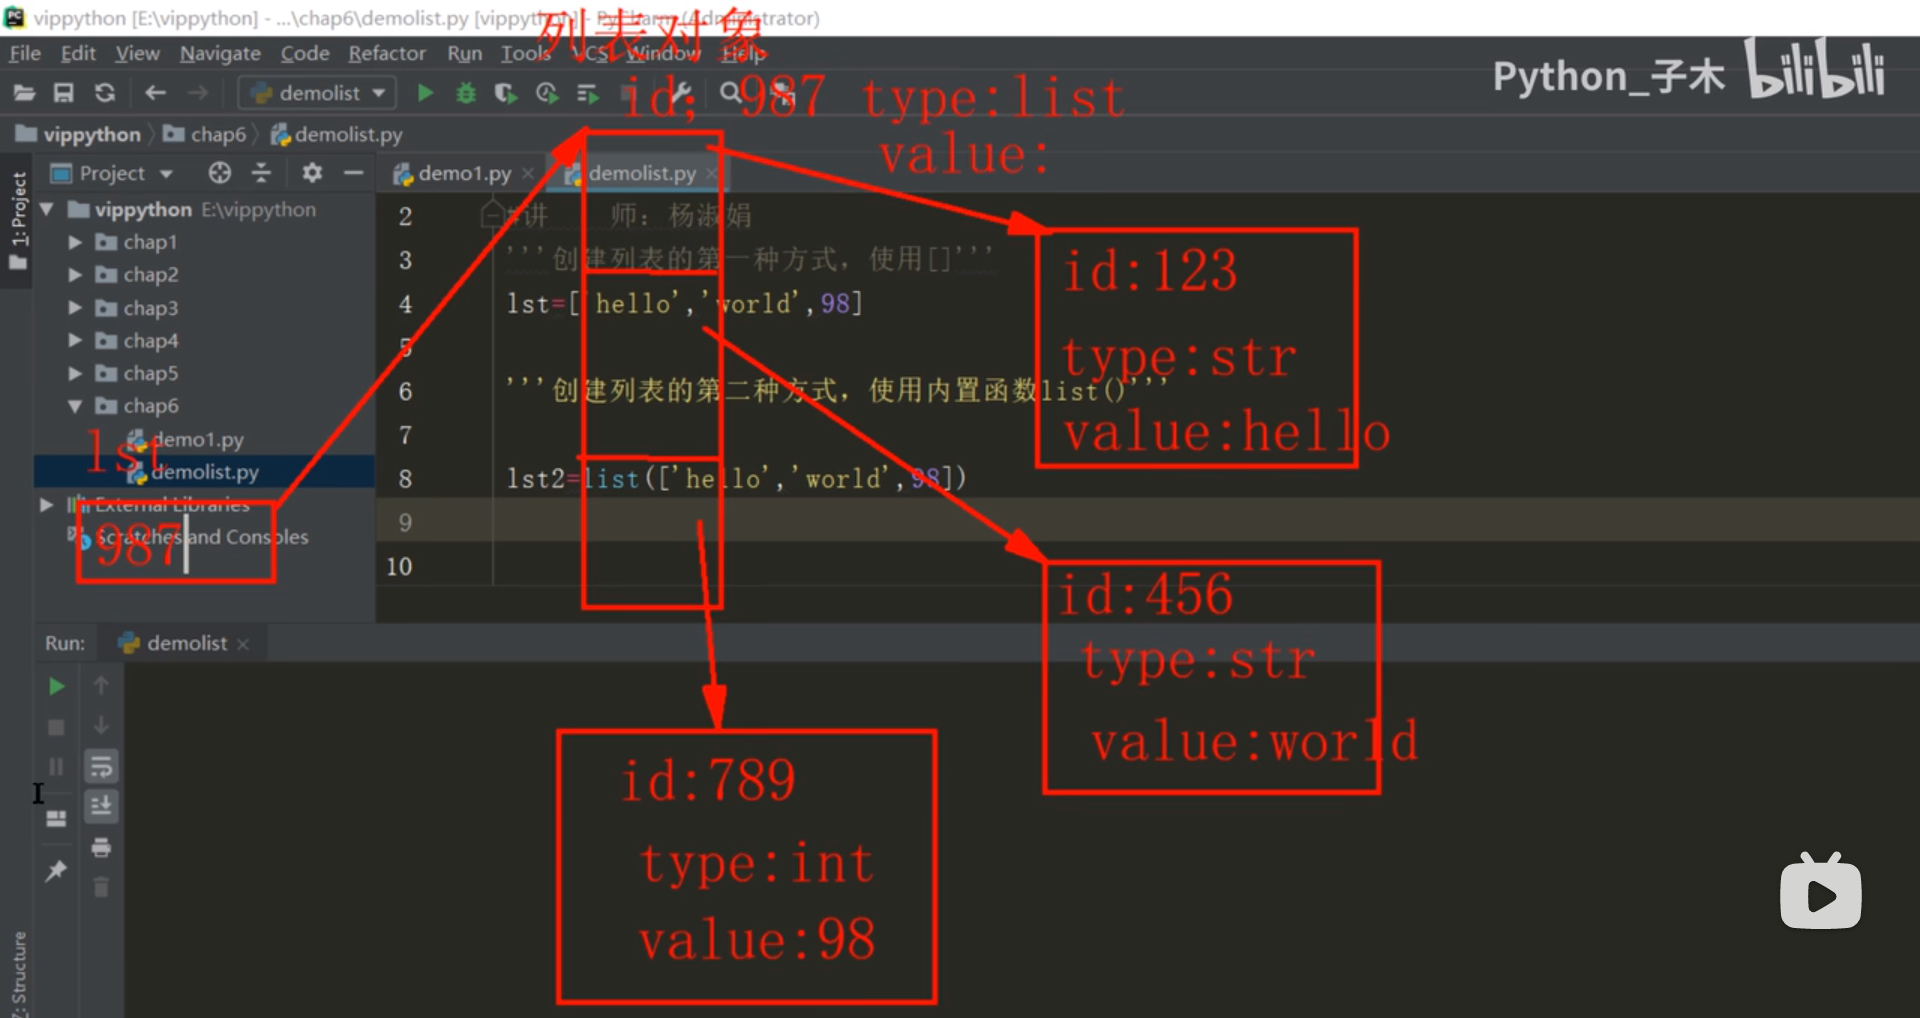 vippython [E:\vippython] - ...\chap6\demolist.py [vippython] - PyCharm (Administrator)
列表对象
File Edit View Navigate Code Refactor Run Tools VCS Window Help
Python_子木 bilibili
demolist
id; 987 type:list
value:
vippython chap6 demolist.py
1: Project
Project
demo1.py
demolist.py
vippython E:\vippython
chap1
chap2
chap3
chap4
chap5
chap6
demo1.py
demolist.py
External Libraries
Scratches and Consoles
lst
987
2 #讲 师: 杨淑娟
3 '''创建列表的第一种方式，使用[]'''
4 lst=['hello','world',98]
5
6 '''创建列表的第二种方式，使用内置函数list()'''
7
8 lst2=list(['hello','world',98])
9
10
id:123
type:str
value:hello
id:456
type:str
value:world
id:789
type:int
value:98
Run: demolist
Z: Structure